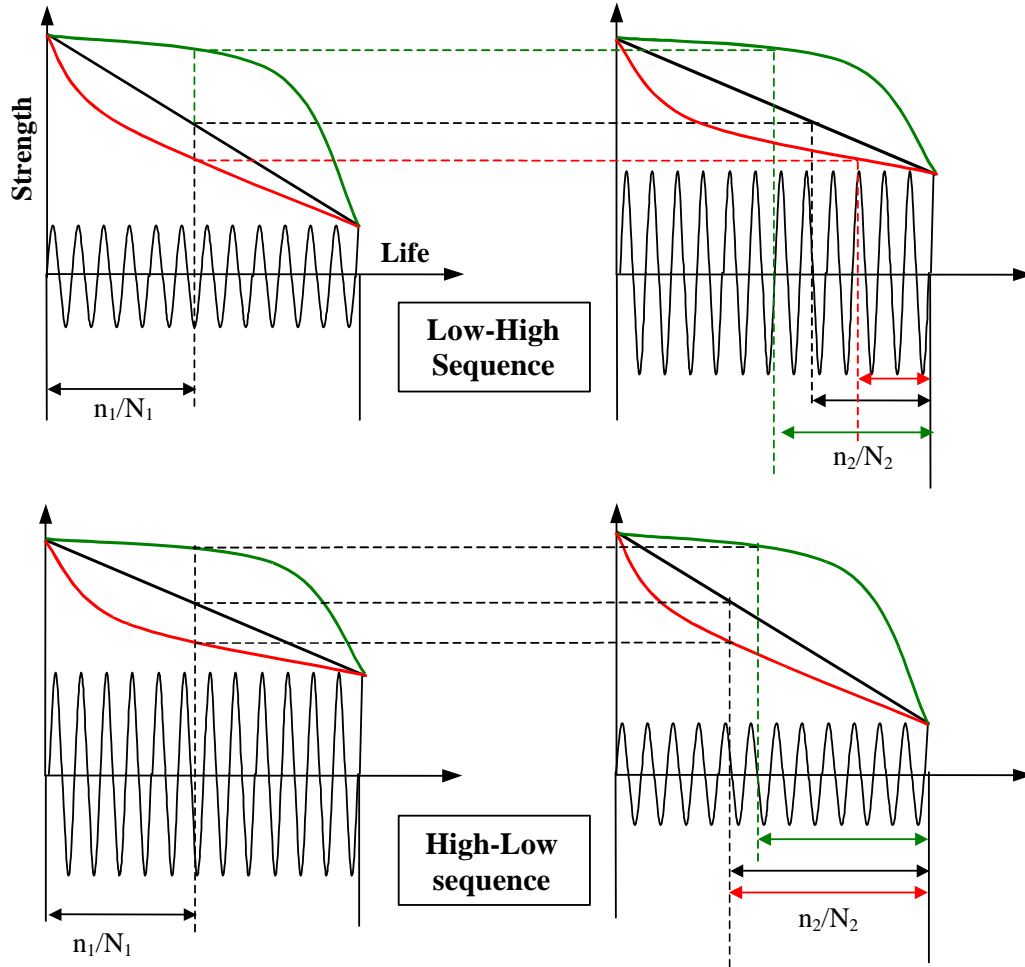 Strength
Life
Low-High
Sequence
n₁/N₁
n₂/N₂
High-Low
sequence
n₁/N₁
n₂/N₂